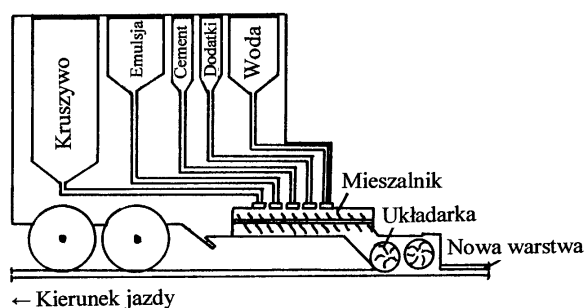 Kruszywo
Emulsja
Cement
Dodatki
Woda
Mieszalnik
Układarka
Nowa warstwa
← Kierunek jazdy